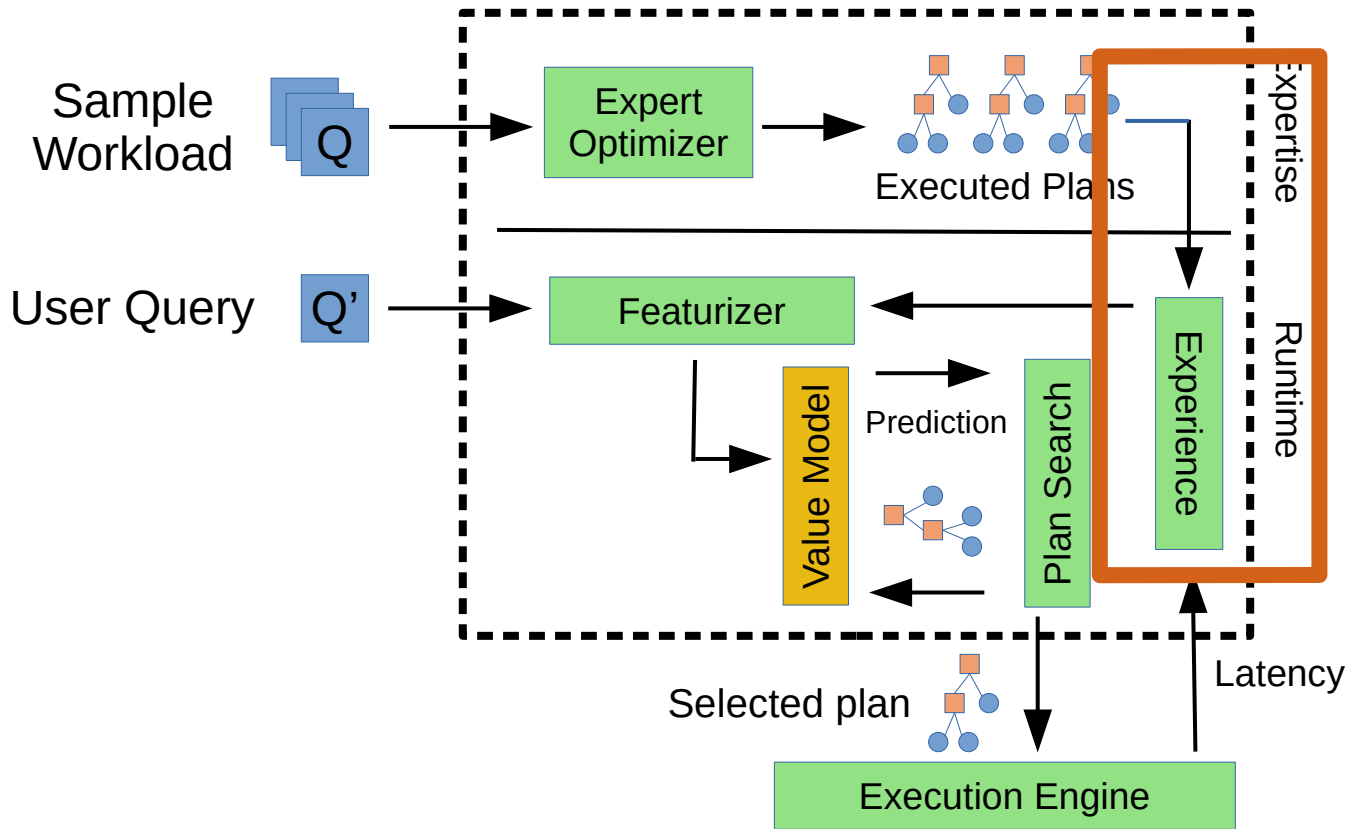 Sample
Workload
Q
Expert
Optimizer
Executed Plans
Expertise
User Query
Q’
Featurizer
Runtime
Value Model
Prediction
Plan Search
Experience
Selected plan
Latency
Execution Engine